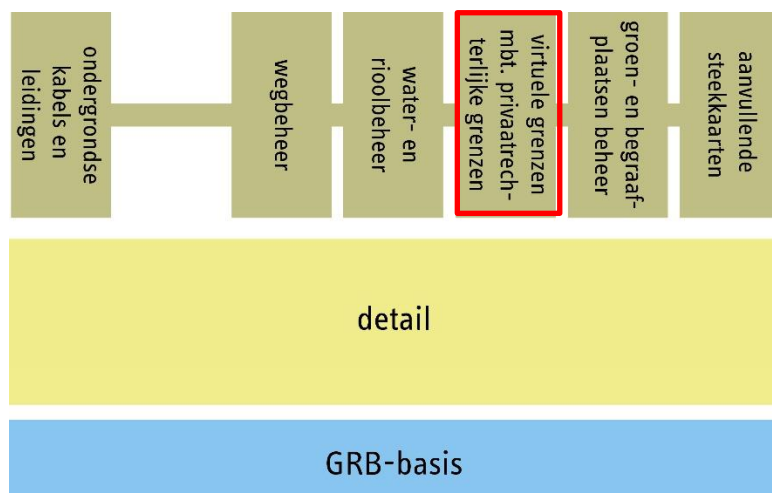 ondergrondse
kabels en
leidingen
wegbeheer
water- en
rioolbeheer
virtuele grenzen
mbt. privaatrech-
terlijke grenzen
groen- en begraaf-
plaatsen beheer
aanvullende
steekkaarten
detail
GRB-basis